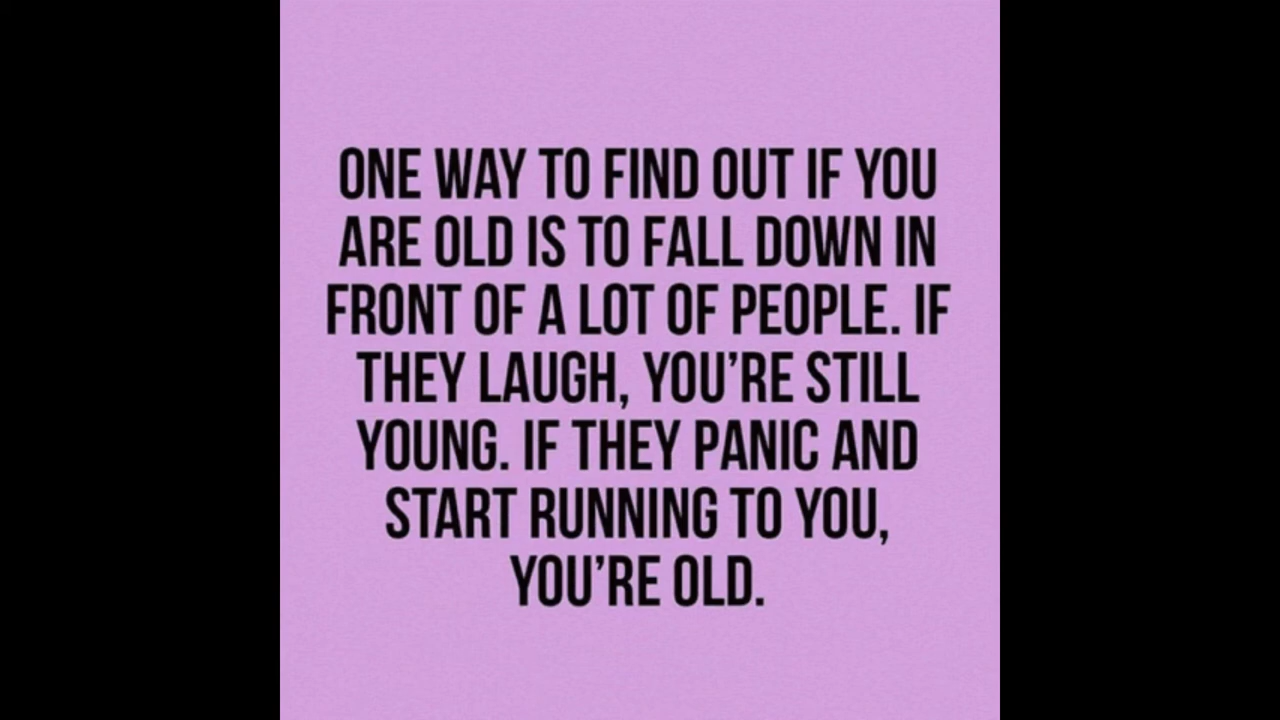 ONE WAY TO FIND OUT IF YOU
ARE OLD IS TO FALL DOWN IN
FRONT OF A LOT OF PEOPLE. IF
THEY LAUGH, YOU’RE STILL
YOUNG. IF THEY PANIC AND
START RUNNING TO YOU,
YOU’RE OLD.